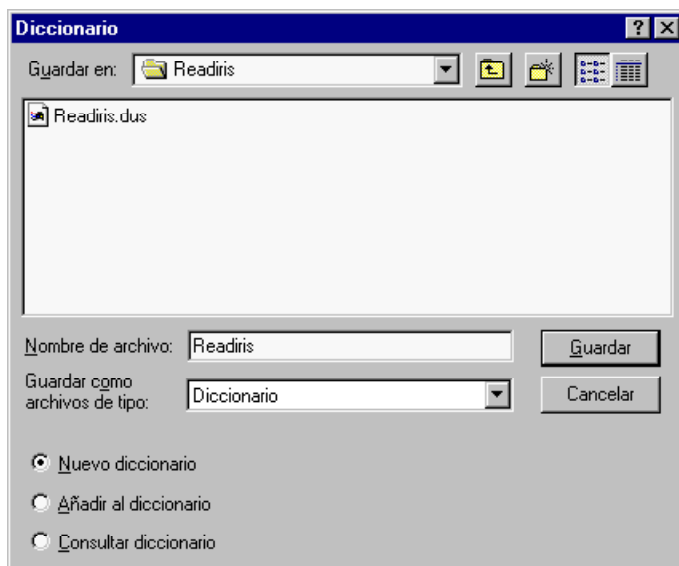 Diccionario
Guardar en: Readiris
Readiris.dus
Nombre de archivo: Readiris Guardar
Guardar como
archivos de tipo: Diccionario Cancelar
Nuevo diccionario
Añadir al diccionario
Consultar diccionario